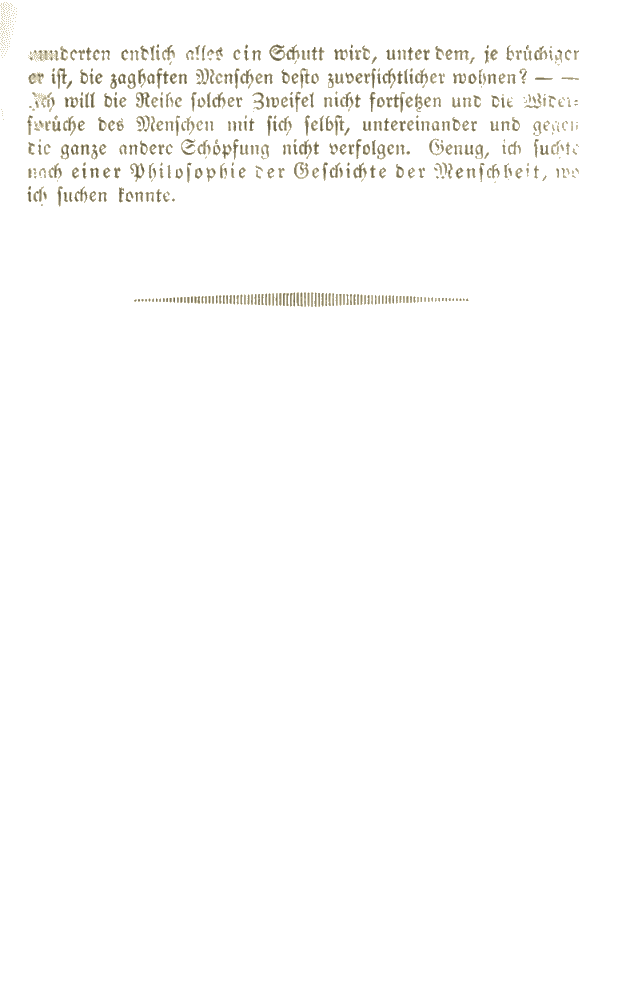 hunderten endlich alles ein Schutt wird, unter dem, je brüchiger
er ist, die zaghaften Menschen desto zuversichtlicher wohnen? — —
Ich will die Reihe solcher Zweifel nicht fortsetzen und die Wider-
sprüche des Menschen mit sich selbst, untereinander und gegen
die ganze andere Schöpfung nicht verfolgen. Genug, ich suchte
nach einer Philosophie der Geschichte der Menschheit, wo
ich suchen konnte.